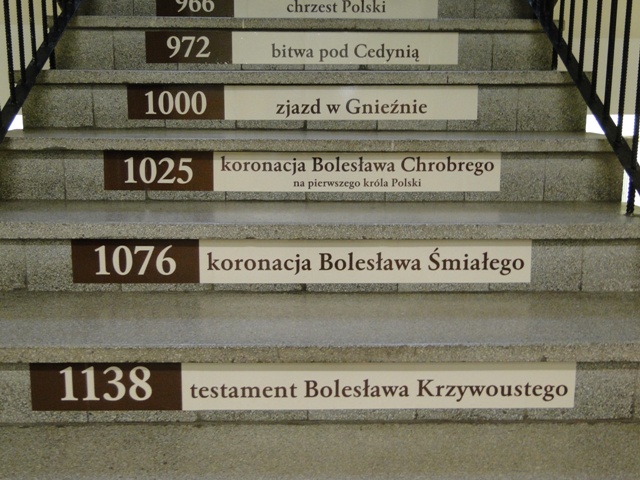 966 chrzest Polski
972 bitwa pod Cedynią
1000 zjazd w Gnieźnie
1025 koronacja Bolesława Chrobrego
na pierwszego króla Polski
1076 koronacja Bolesława Śmiałego
1138 testament Bolesława Krzywoustego